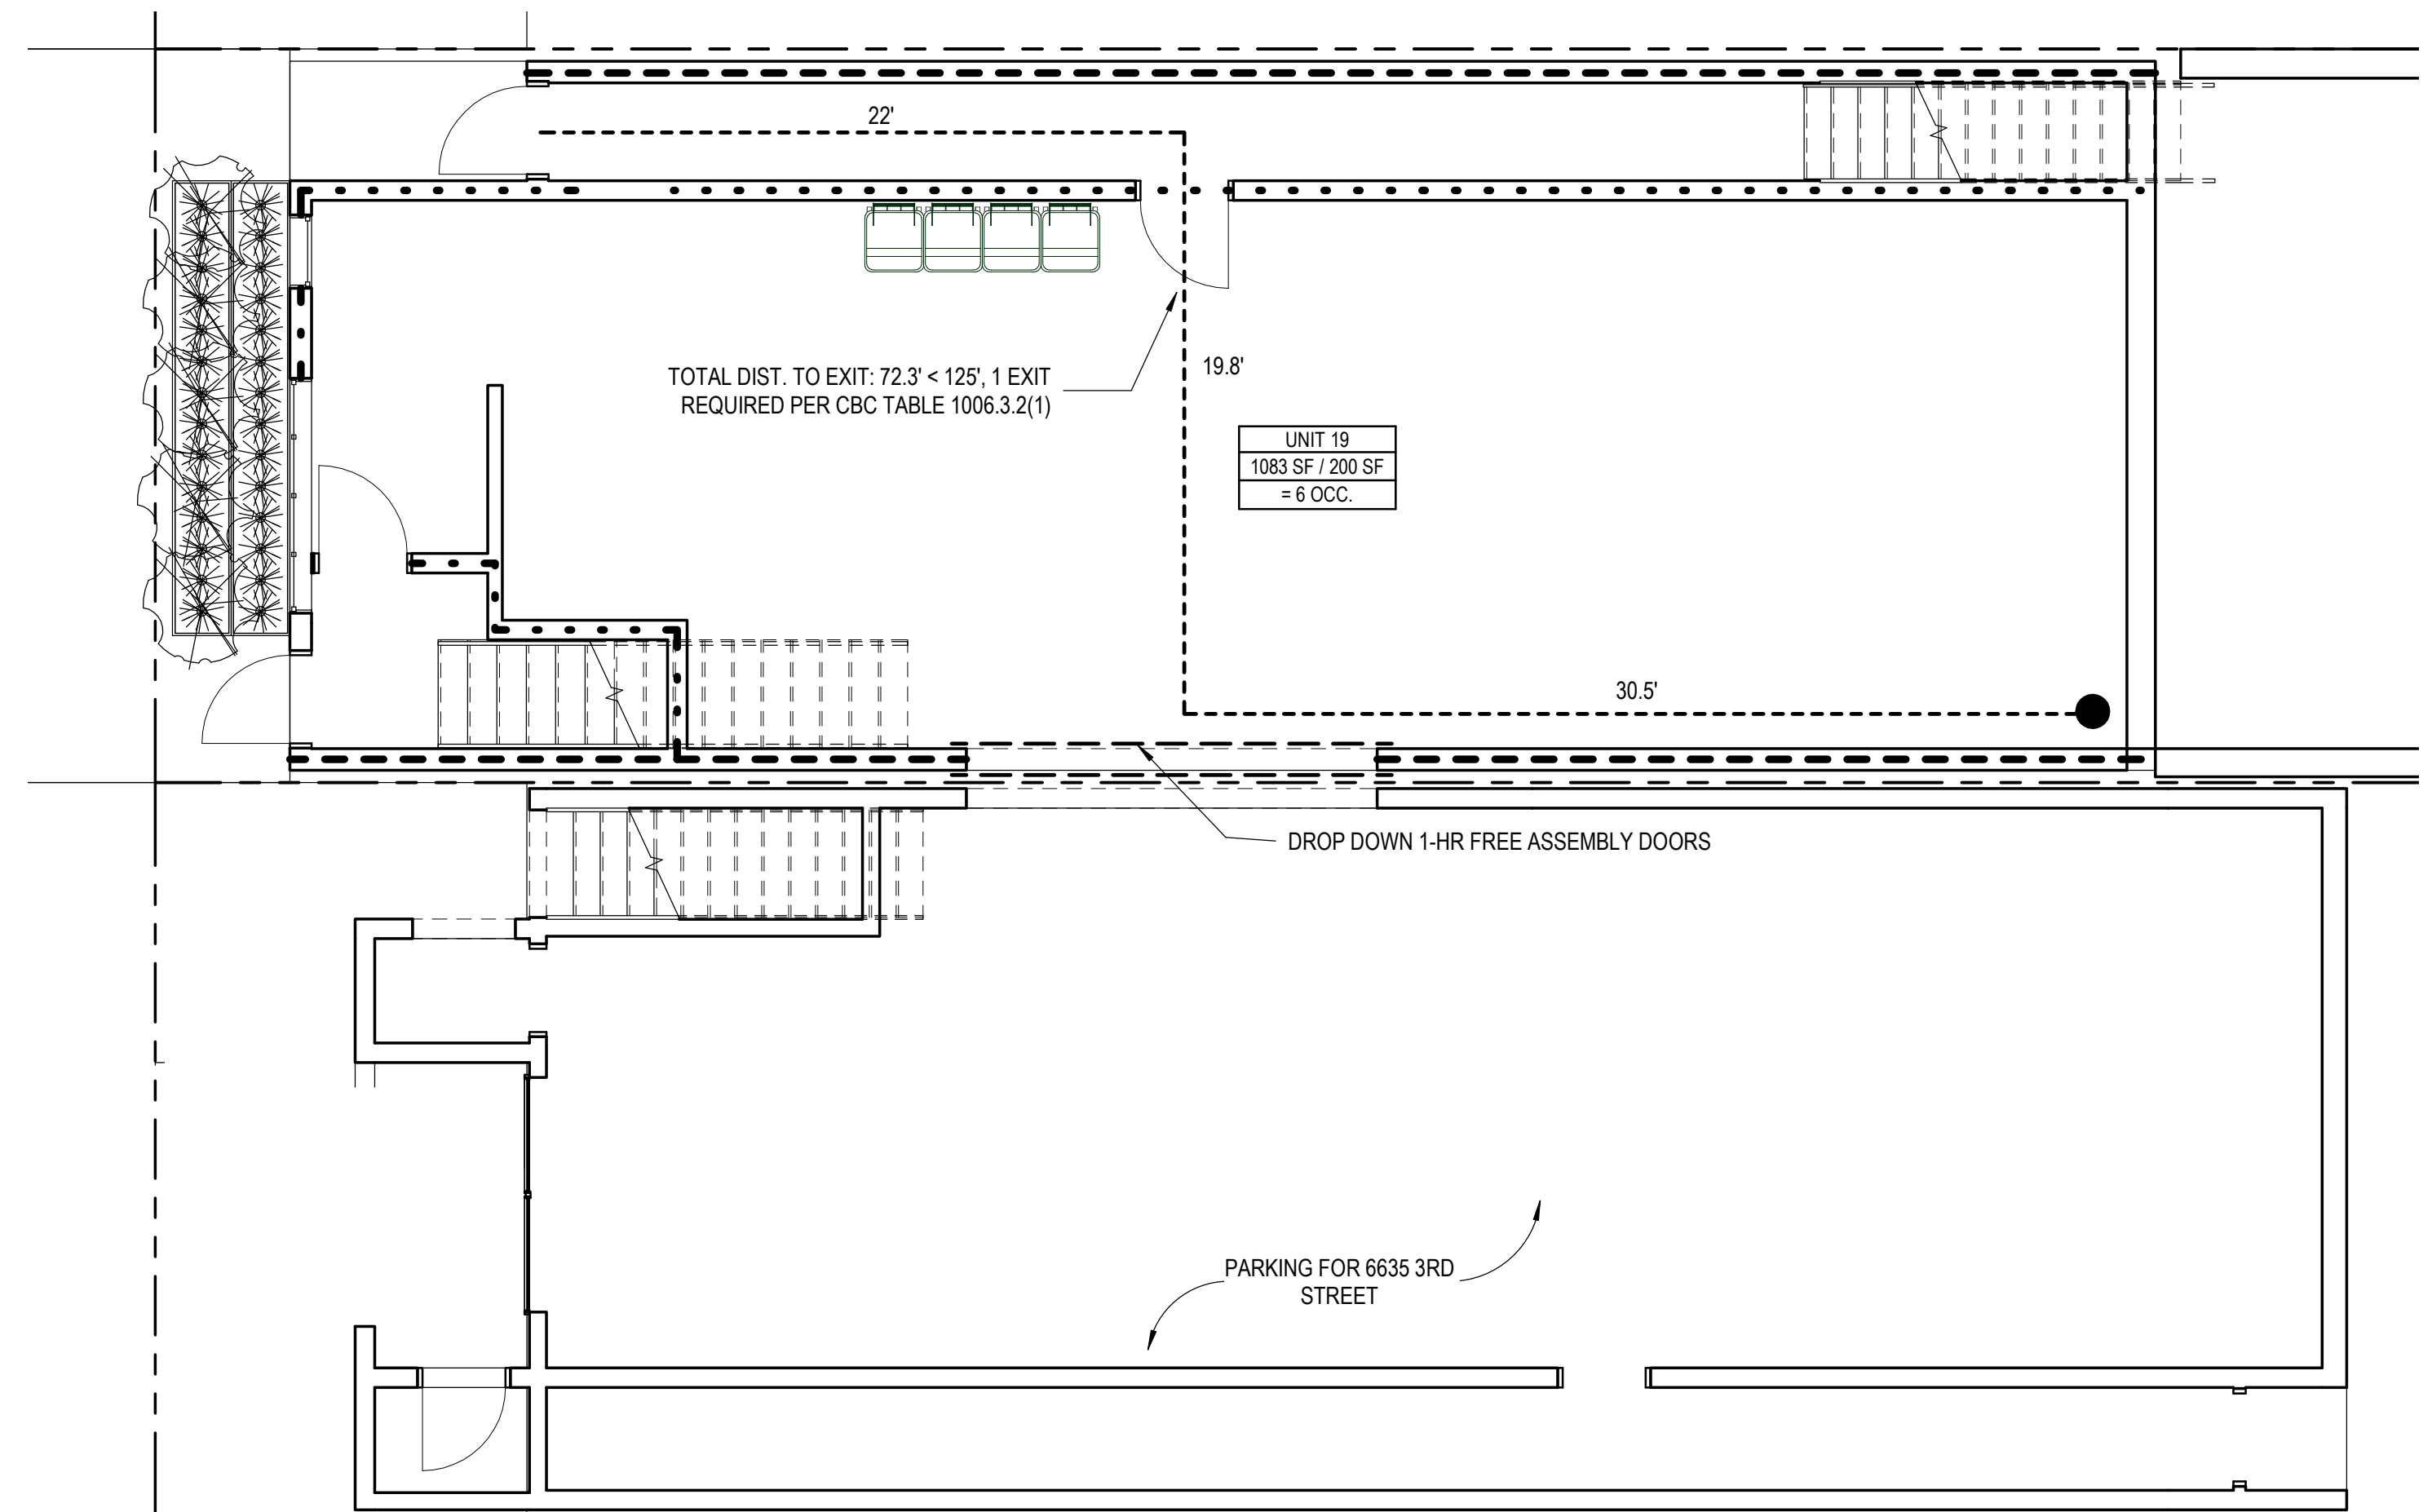 22'
TOTAL DIST. TO EXIT: 72.3' < 125', 1 EXIT
REQUIRED PER CBC TABLE 1006.3.2(1)
19.8'
UNIT 19
1083 SF / 200 SF
= 6 OCC.
30.5'
DROP DOWN 1-HR FREE ASSEMBLY DOORS
PARKING FOR 6635 3RD
STREET